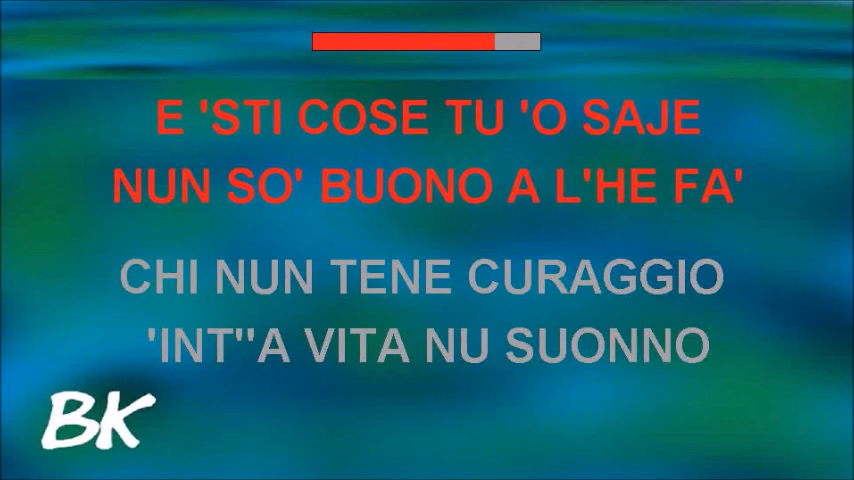 E 'STI COSE TU 'O SAJE
NUN SO' BUONO A L'HE FA'
CHI NUN TENE CURAGGIO
'INT''A VITA NU SUONNO
BK